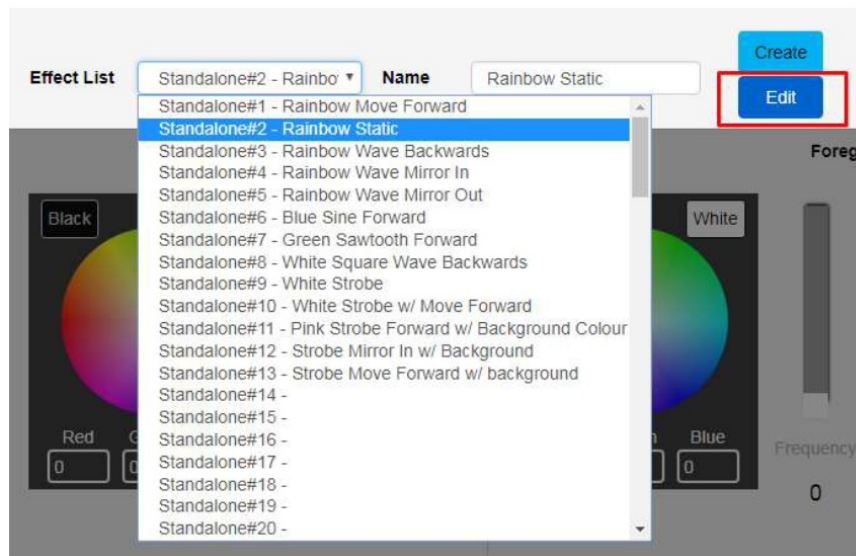 Create
Effect List Standalone#2 - Rainbo Name Rainbow Static
Edit
Standalone#1 - Rainbow Move Forward
Standalone#2 - Rainbow Static
Standalone#3 - Rainbow Wave Backwards
Foreg
Standalone#4 - Rainbow Wave Mirror In
Standalone#5 - Rainbow Wave Mirror Out
Black
White
Standalone#6 - Blue Sine Forward
Standalone#7 - Green Sawtooth Forward
Standalone#8 - White Square Wave Backwards
Standalone#9 - White Strobe
Standalone#10 - White Strobe w/ Move Forward
Standalone#11 - Pink Strobe Forward w/ Background Colour
Standalone#12 - Strobe Mirror In w/ Background
Standalone#13 - Strobe Move Forward w/ background
Standalone#14 -
Standalone#15 -
Standalone#16 -
Standalone#17 -
Standalone#18 -
Standalone#19 -
Standalone#20 -
Red G n Blue
Frequency
0 0 0
0